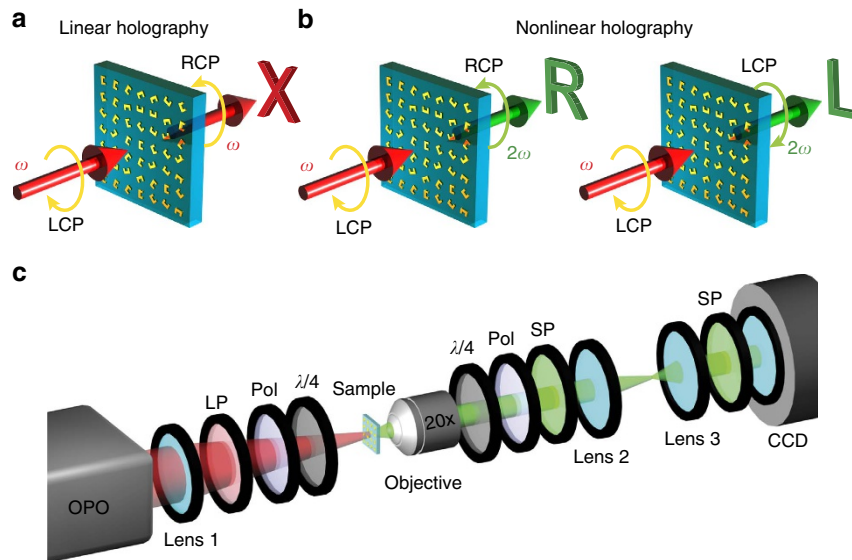 a
Linear holography
RCP
X
ω
ω
LCP
b
Nonlinear holography
RCP
R
ω
2ω
LCP
LCP
L
ω
2ω
LCP
c
OPO
Lens 1
LP
Pol
λ/4
Sample
Objective
20x
λ/4
Pol
SP
Lens 2
Lens 3
SP
CCD